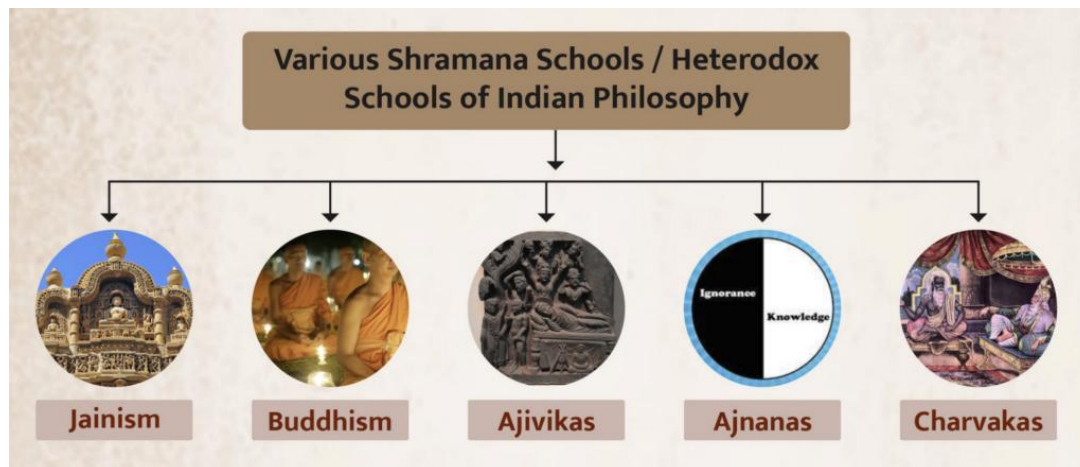 Various Shramana Schools / Heterodox
Schools of Indian Philosophy
Ignorance
Knowledge
Jainism
Buddhism
Ajivikas
Ajnanas
Charvakas